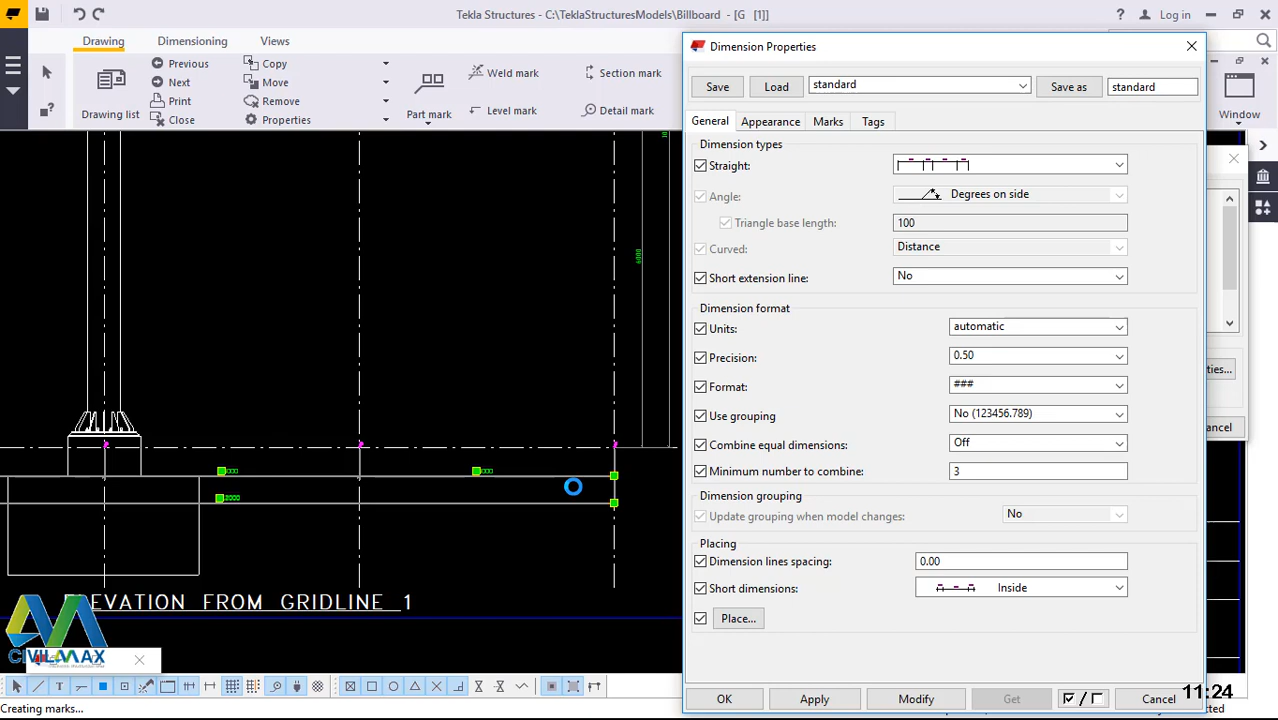 Tekla Structures - C:\TeklaStructuresModels\Billboard - [G [1]]
Log in
Drawing
Dimensioning
Views
Drawing list
Previous
Next
Print
Close
Copy
Move
Remove
Properties
Part mark
Weld mark
Level mark
Section mark
Detail mark
Window
Dimension Properties
Save
Load
standard
Save as
standard
General
Appearance
Marks
Tags
Dimension types
Straight:
Angle:
Degrees on side
Triangle base length:
100
Curved:
Distance
Short extension line:
No
Dimension format
Units:
automatic
Precision:
0.50
Format:
###
Use grouping
No (123456.789)
Combine equal dimensions:
Off
Minimum number to combine:
3
Dimension grouping
Update grouping when model changes:
No
Placing
Dimension lines spacing:
0.00
Short dimensions:
Inside
Place...
OK
Apply
Modify
Get
/
Cancel
6000
ELEVATION FROM GRIDLINE 1
CIVILMAX
Creating marks...
11:24